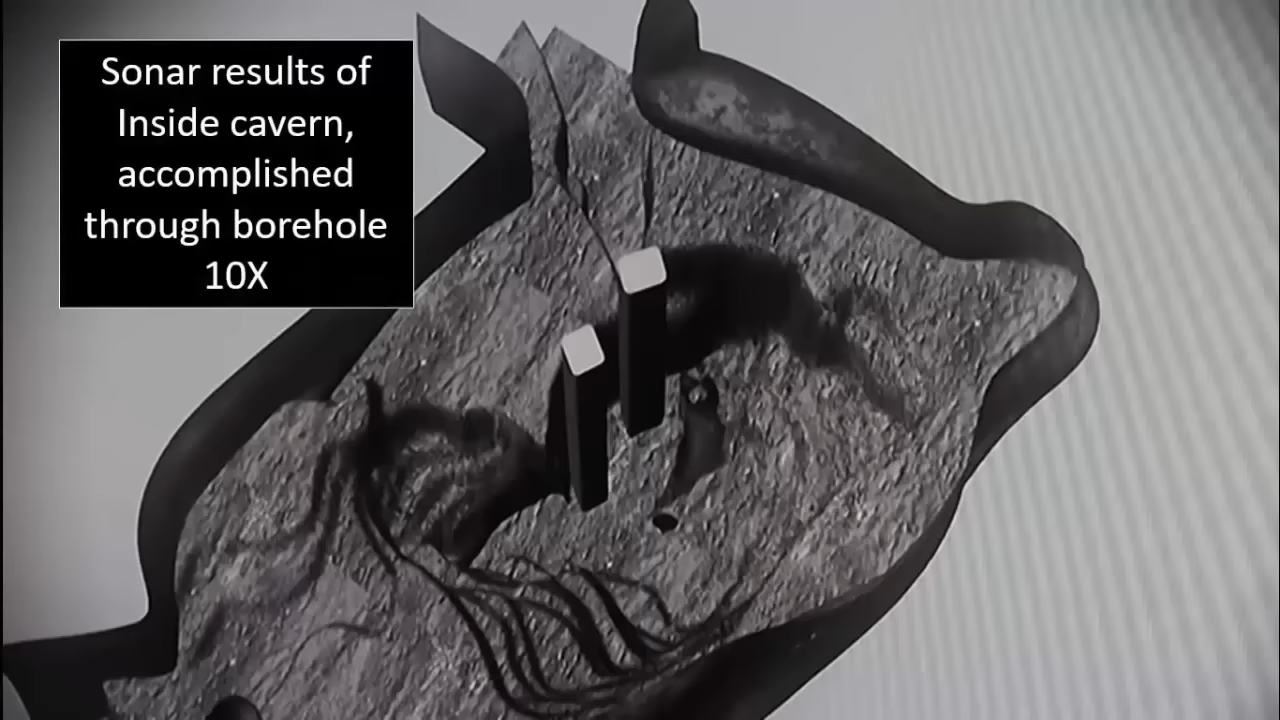 Sonar results of
Inside cavern,
accomplished
through borehole
10X